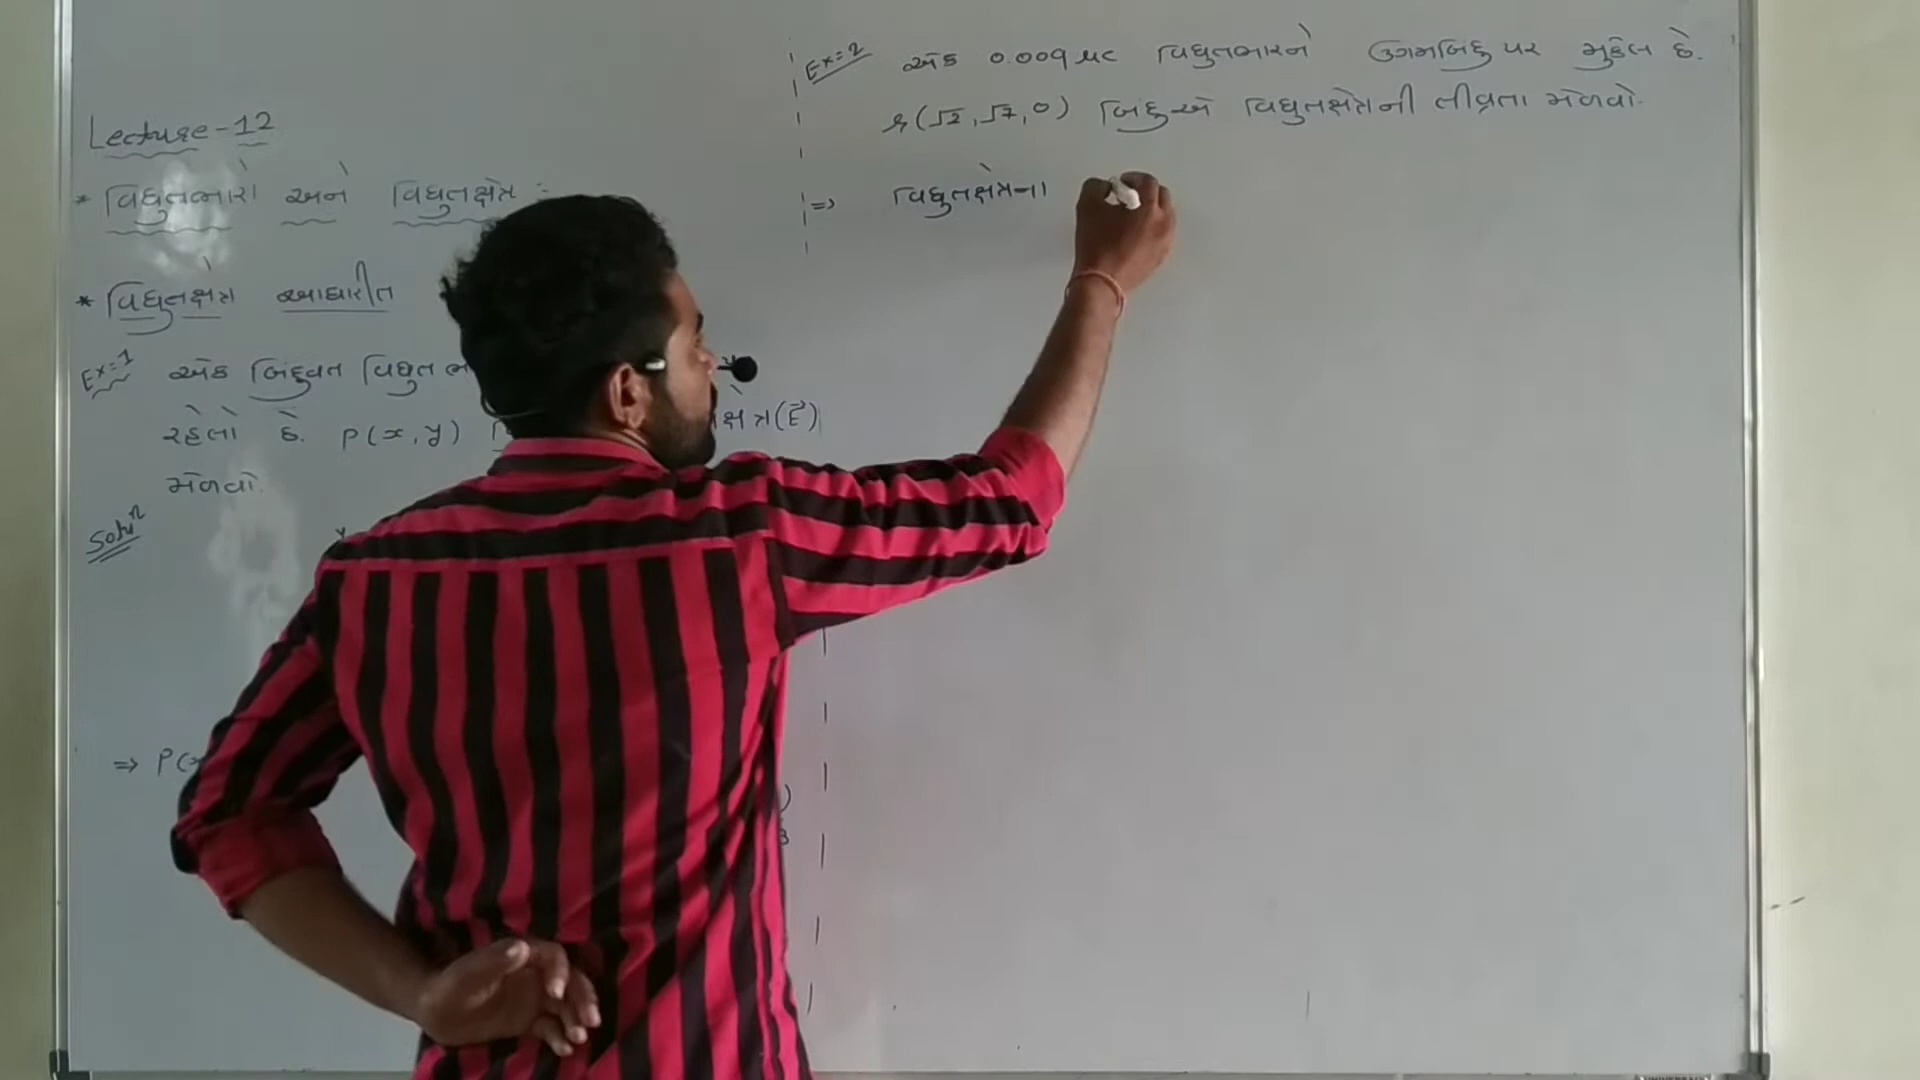 Lecture-12
* વિદ્યુતભારો અને વિદ્યુતક્ષેત્ર :-
* વિદ્યુતક્ષેત્રો આધારીત
Ex=1 એક બિંદુવત વિદ્યુત
રહેલો છે. P(x,y) ક્ષેત્ર(E⃗)
મેળવો.
Solu^n
y
⇒ P(x
Ex=2 એક 0.009 μC વિદ્યુતભારને ઉગમબિંદુ પર મુકેલ છે.
r(√2,√7,0) બિંદુએ વિદ્યુતક્ષેત્રની તીવ્રતા મેળવો.
⇒ વિદ્યુતક્ષેત્રના